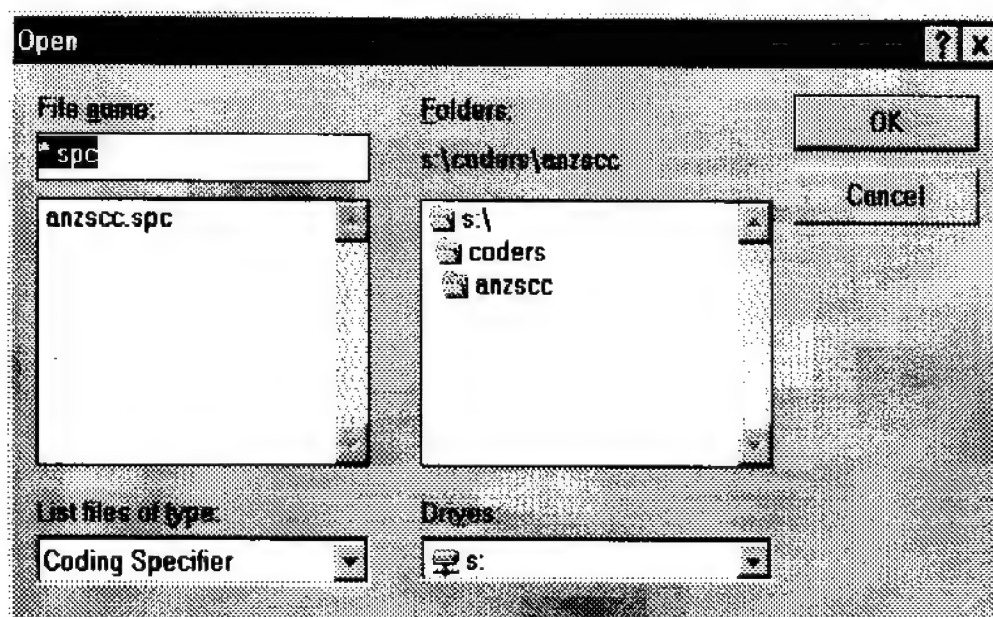 Open
? X
File name:
*.spc
anzscc.spc
List files of type:
Coding Specifier
Folders:
s:\coders\anzscc
s:\
coders
anzscc
Drives:
s:
OK
Cancel